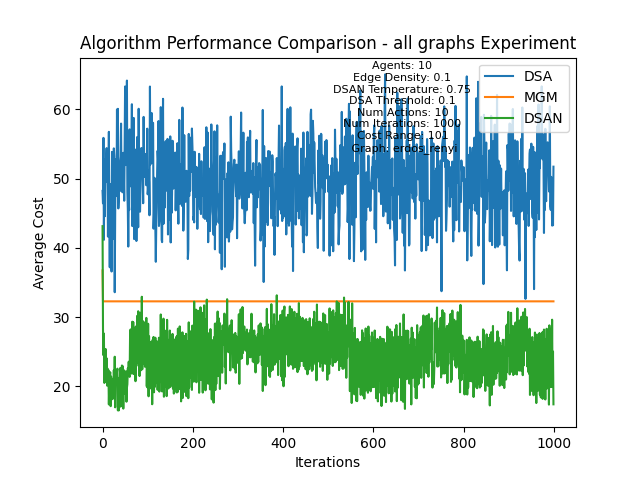 Algorithm Performance Comparison - all graphs Experiment
Agents: 10
Edge Density: 0.1
DSAN Temperature: 0.75
DSA Threshold: 0.1
Num Actions: 10
Num Iterations: 1000
Cost Range: 101
Graph: erdds_renyi
DSA
MGM
DSAN
Average Cost
60
50
40
30
20
0
200
400
600
800
1000
Iterations